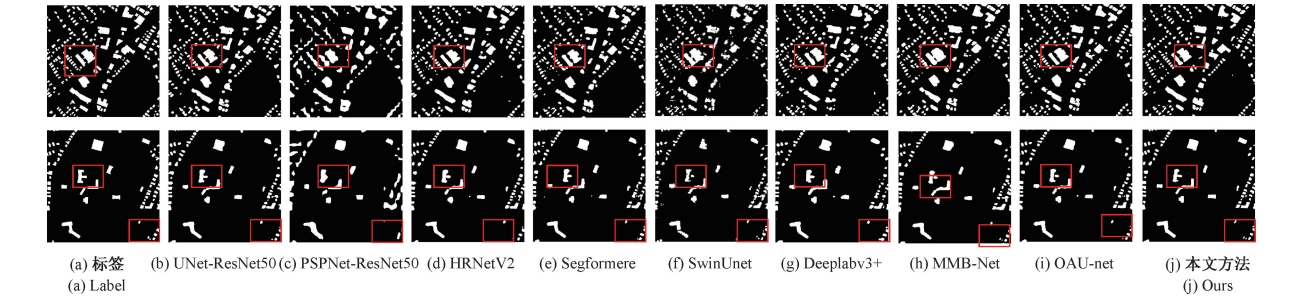 (a) 标签 (b) UNet-ResNet50 (c) PSPNet-ResNet50 (d) HRNetV2 (e) Segformere (f) SwinUnet (g) Deeplabv3+ (h) MMB-Net (i) OAU-net (j) 本文方法
(a) Label (j) Ours